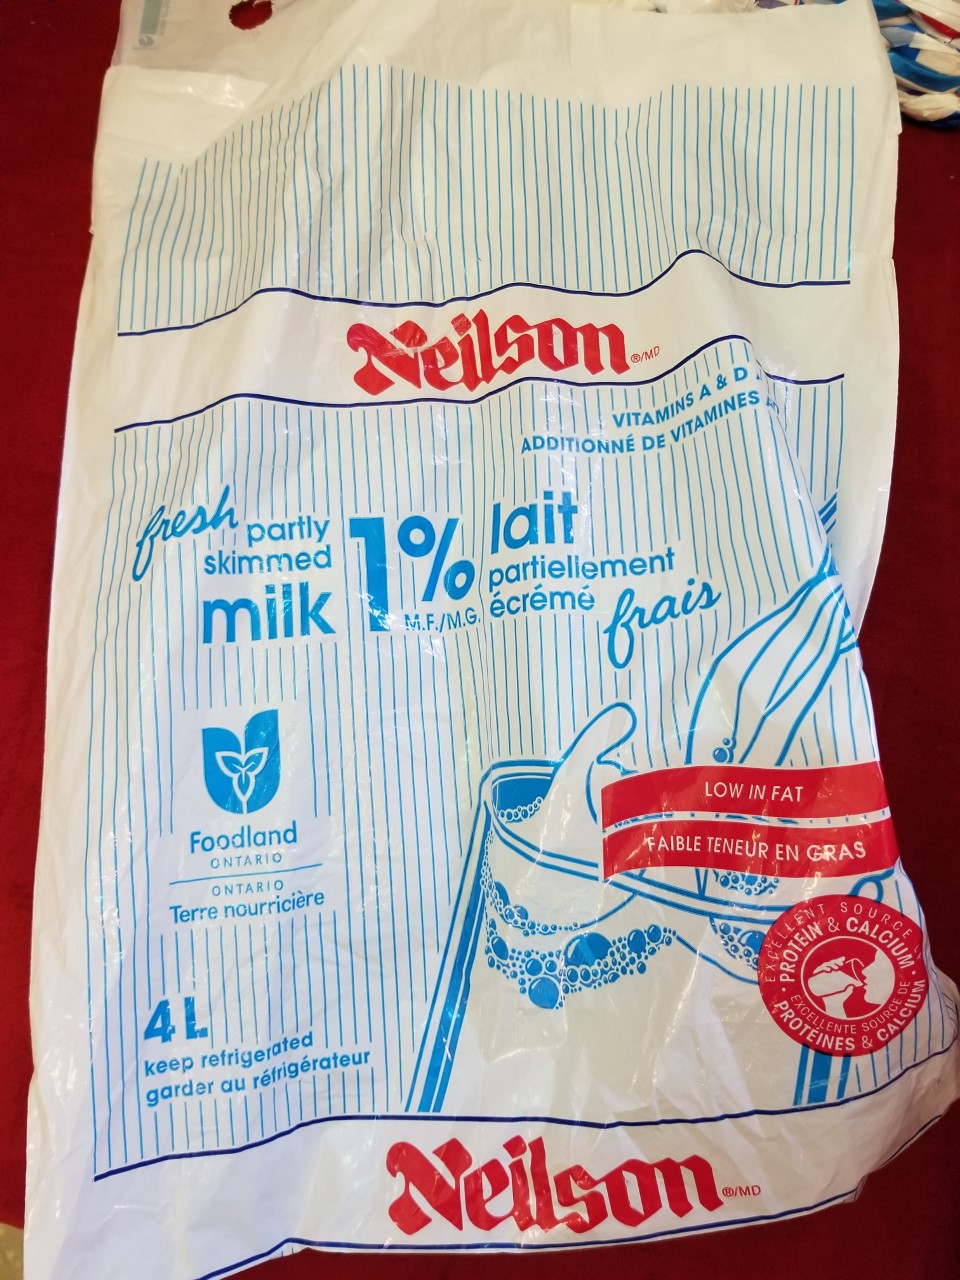 Neilson ®/MD
VITAMINS A & D
ADDITIONNÉ DE VITAMINES
fresh partly
skimmed
milk
1%
M.F./M.G.
lait
partiellement
écrémé
frais
Foodland
ONTARIO
ONTARIO
Terre nourricière
LOW IN FAT
FAIBLE TENEUR EN GRAS
EXCELLENT SOURCE
PROTEIN & CALCIUM
EXCELLENTE SOURCE DE
PROTÉINES & CALCIUM
4L
keep refrigerated
garder au réfrigérateur
Neilson ®/MD